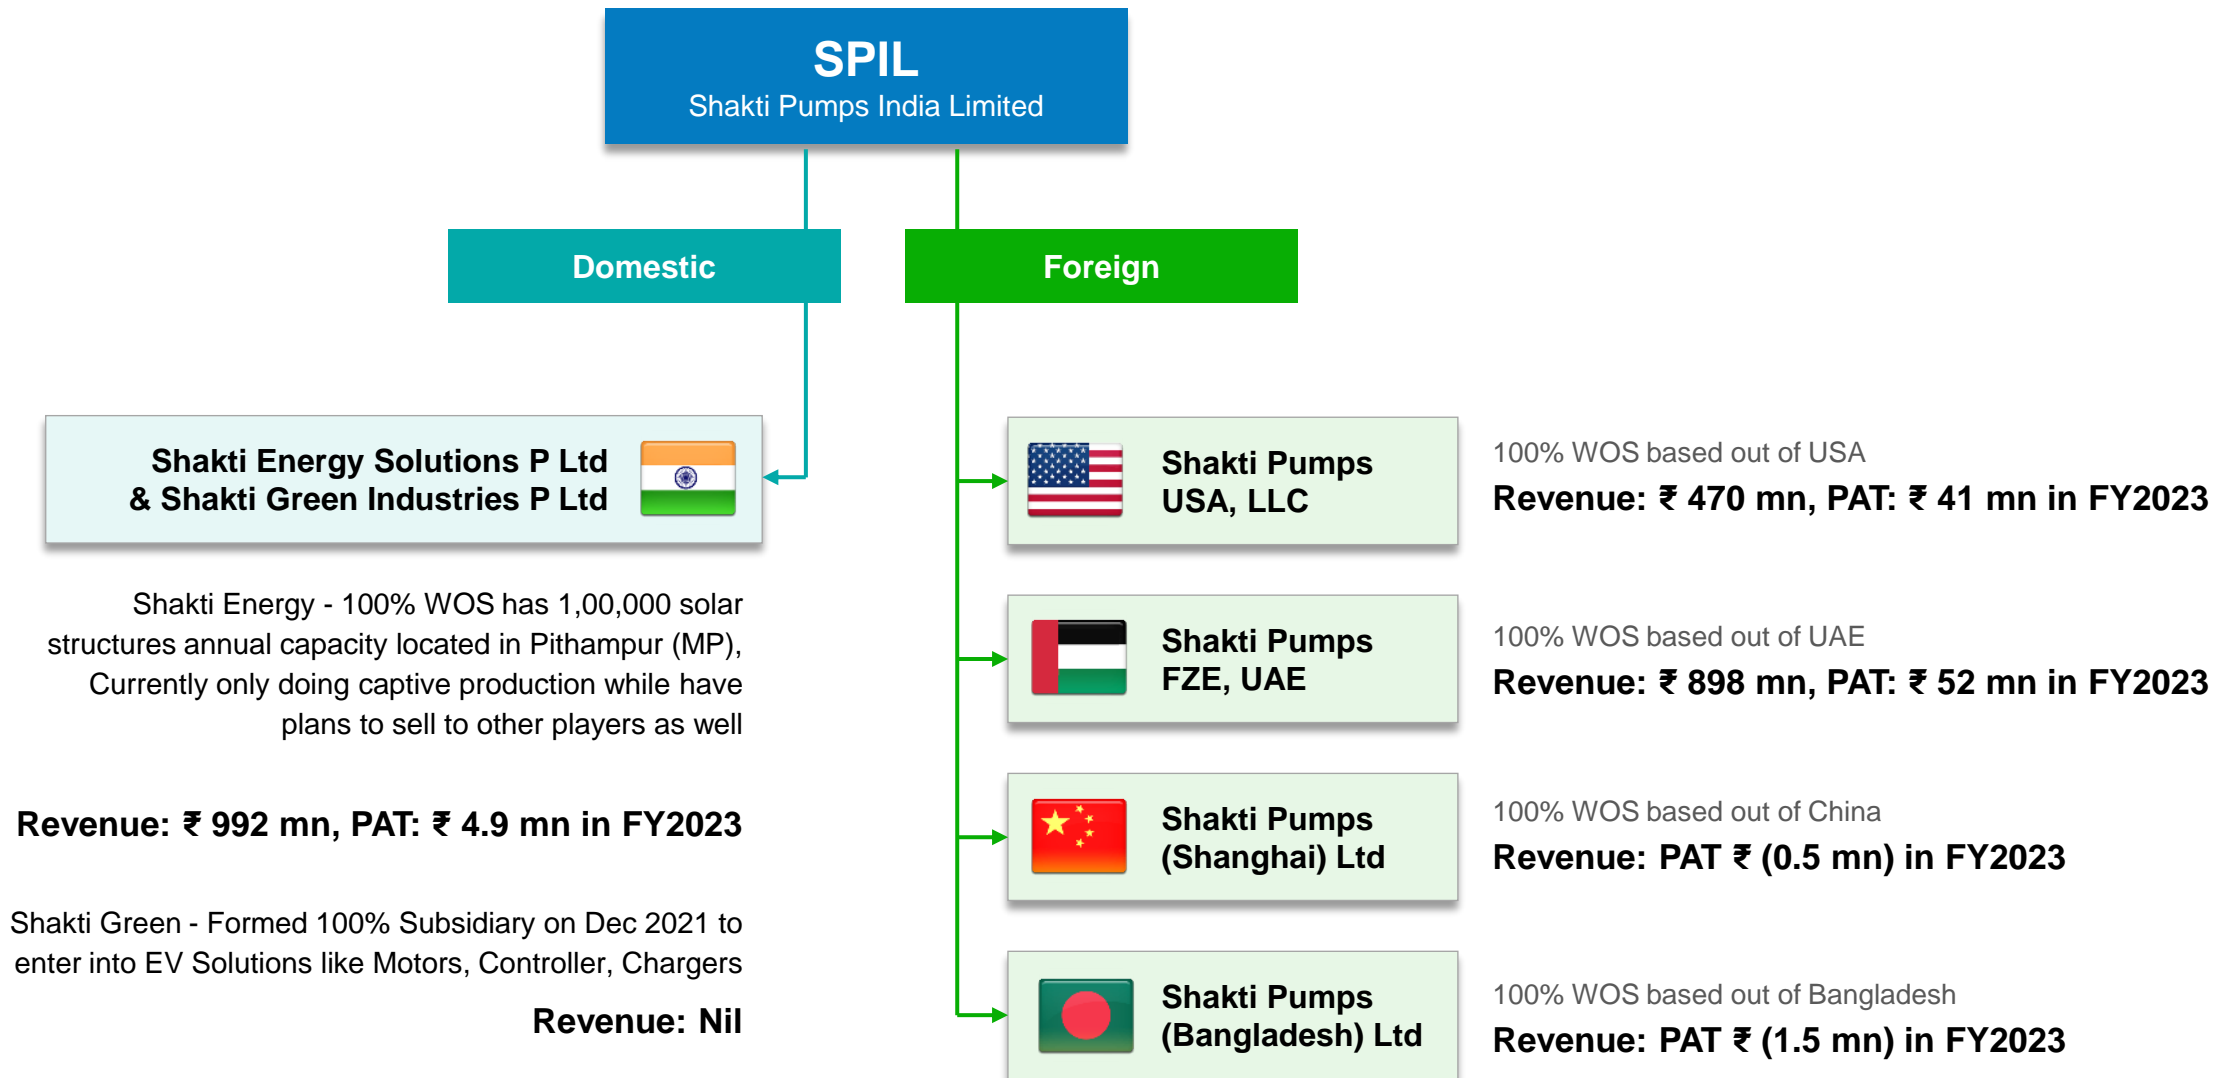 SPIL
Shakti Pumps India Limited
Domestic
Foreign
Shakti Energy Solutions P Ltd
& Shakti Green Industries P Ltd
Shakti Energy - 100% WOS has 1,00,000 solar
structures annual capacity located in Pithampur (MP),
Currently only doing captive production while have
plans to sell to other players as well
Revenue: ₹ 992 mn, PAT: ₹ 4.9 mn in FY2023
Shakti Green - Formed 100% Subsidiary on Dec 2021 to
enter into EV Solutions like Motors, Controller, Chargers
Revenue: Nil
Shakti Pumps
USA, LLC
100% WOS based out of USA
Revenue: ₹ 470 mn, PAT: ₹ 41 mn in FY2023
Shakti Pumps
FZE, UAE
100% WOS based out of UAE
Revenue: ₹ 898 mn, PAT: ₹ 52 mn in FY2023
Shakti Pumps
(Shanghai) Ltd
100% WOS based out of China
Revenue: PAT ₹ (0.5 mn) in FY2023
Shakti Pumps
(Bangladesh) Ltd
100% WOS based out of Bangladesh
Revenue: PAT ₹ (1.5 mn) in FY2023